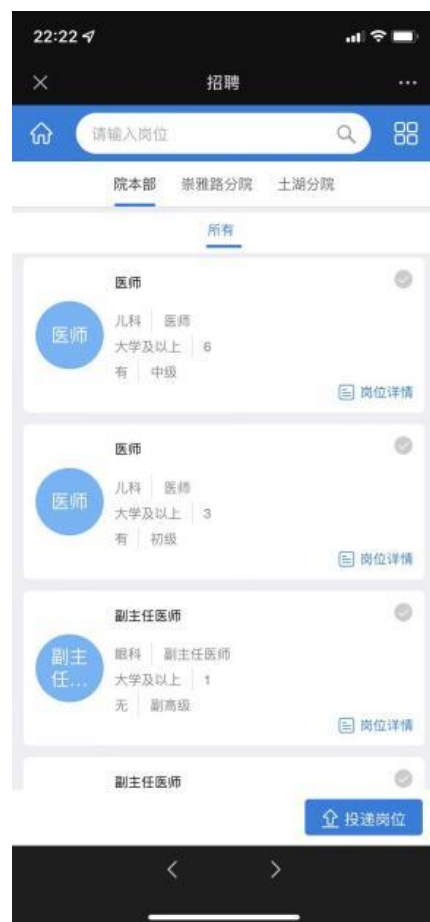 22:22
招聘
请输入岗位
院本部 崇雅路分院 土湖分院
所有
医师
医师
儿科 医师
大学及以上 6
有 中级
岗位详情
医师
医师
儿科 医师
大学及以上 3
有 初级
岗位详情
副主任医师
副主
任...
眼科 副主任医师
大学及以上 1
无 副高级
岗位详情
副主任医师
投递岗位